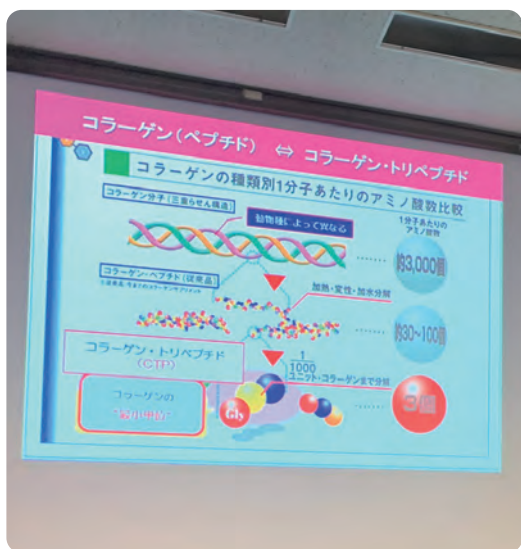 コラーゲン(ペプチド) ⇔ コラーゲン・トリペプチド
コラーゲンの種類別1分子あたりのアミノ酸数比較
コラーゲン分子(三重らせん構造)
動物種によって異なる
1分子あたりの
アミノ酸数
約3,000個
コラーゲン・ペプチド(従来品)
加熱・変性・加水分解
約30~100個
コラーゲン・トリペプチド
(CTP)
1
1000
ユニット・コラーゲンまで分解
コラーゲンの
Gly
3個